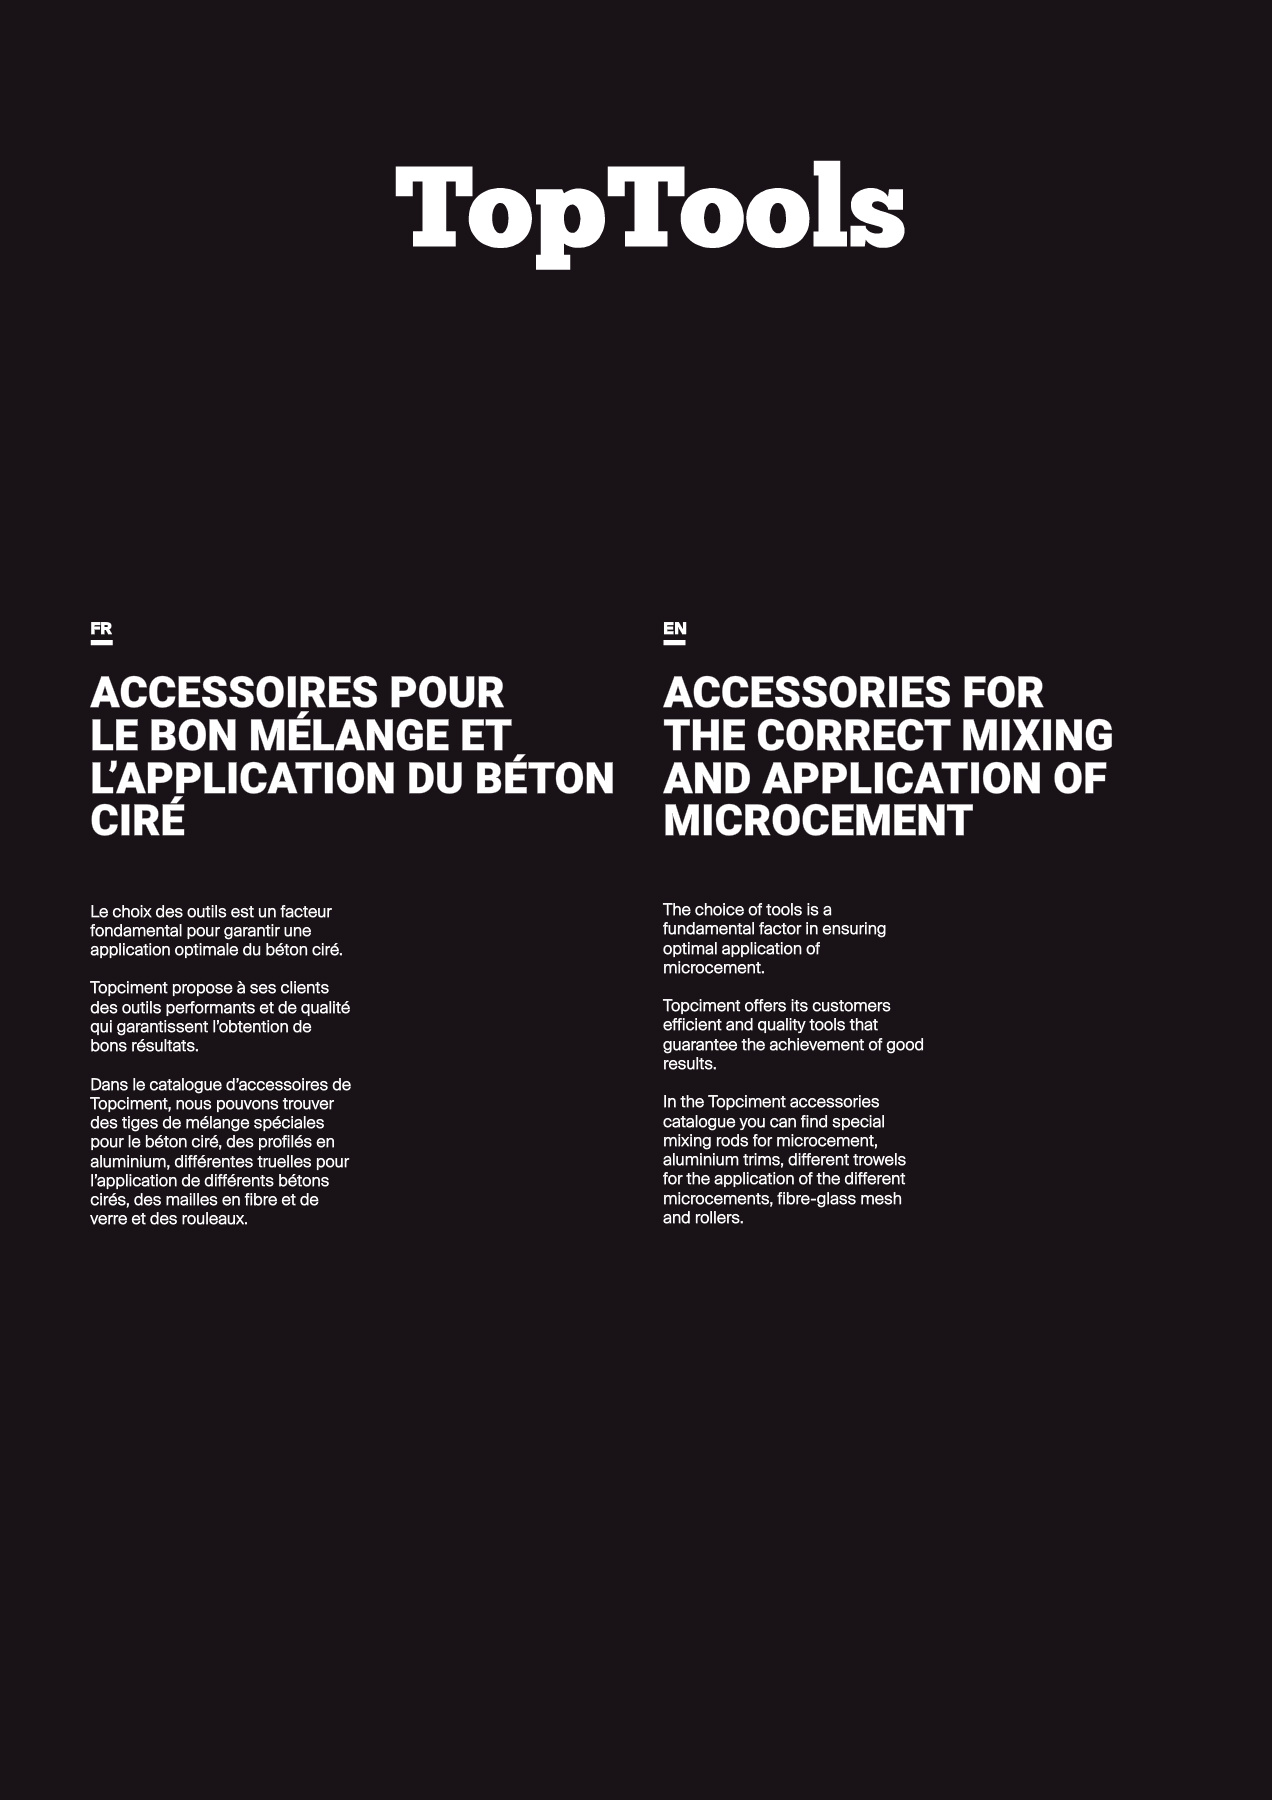 TopTools
FR
ACCESSOIRES POUR
LE BON MÉLANGE ET
L’APPLICATION DU BÉTON
CIRÉ
Le choix des outils est un facteur
fondamental pour garantir une
application optimale du béton ciré.
Topciment propose à ses clients
des outils performants et de qualité
qui garantissent l’obtention de
bons résultats.
Dans le catalogue d’accessoires de
Topciment, nous pouvons trouver
des tiges de mélange spéciales
pour le béton ciré, des profilés en
aluminium, différentes truelles pour
l’application de différents bétons
cirés, des mailles en fibre et de
verre et des rouleaux.
EN
ACCESSORIES FOR
THE CORRECT MIXING
AND APPLICATION OF
MICROCEMENT
The choice of tools is a
fundamental factor in ensuring
optimal application of
microcement.
Topciment offers its customers
efficient and quality tools that
guarantee the achievement of good
results.
In the Topciment accessories
catalogue you can find special
mixing rods for microcement,
aluminium trims, different trowels
for the application of the different
microcements, fibre-glass mesh
and rollers.